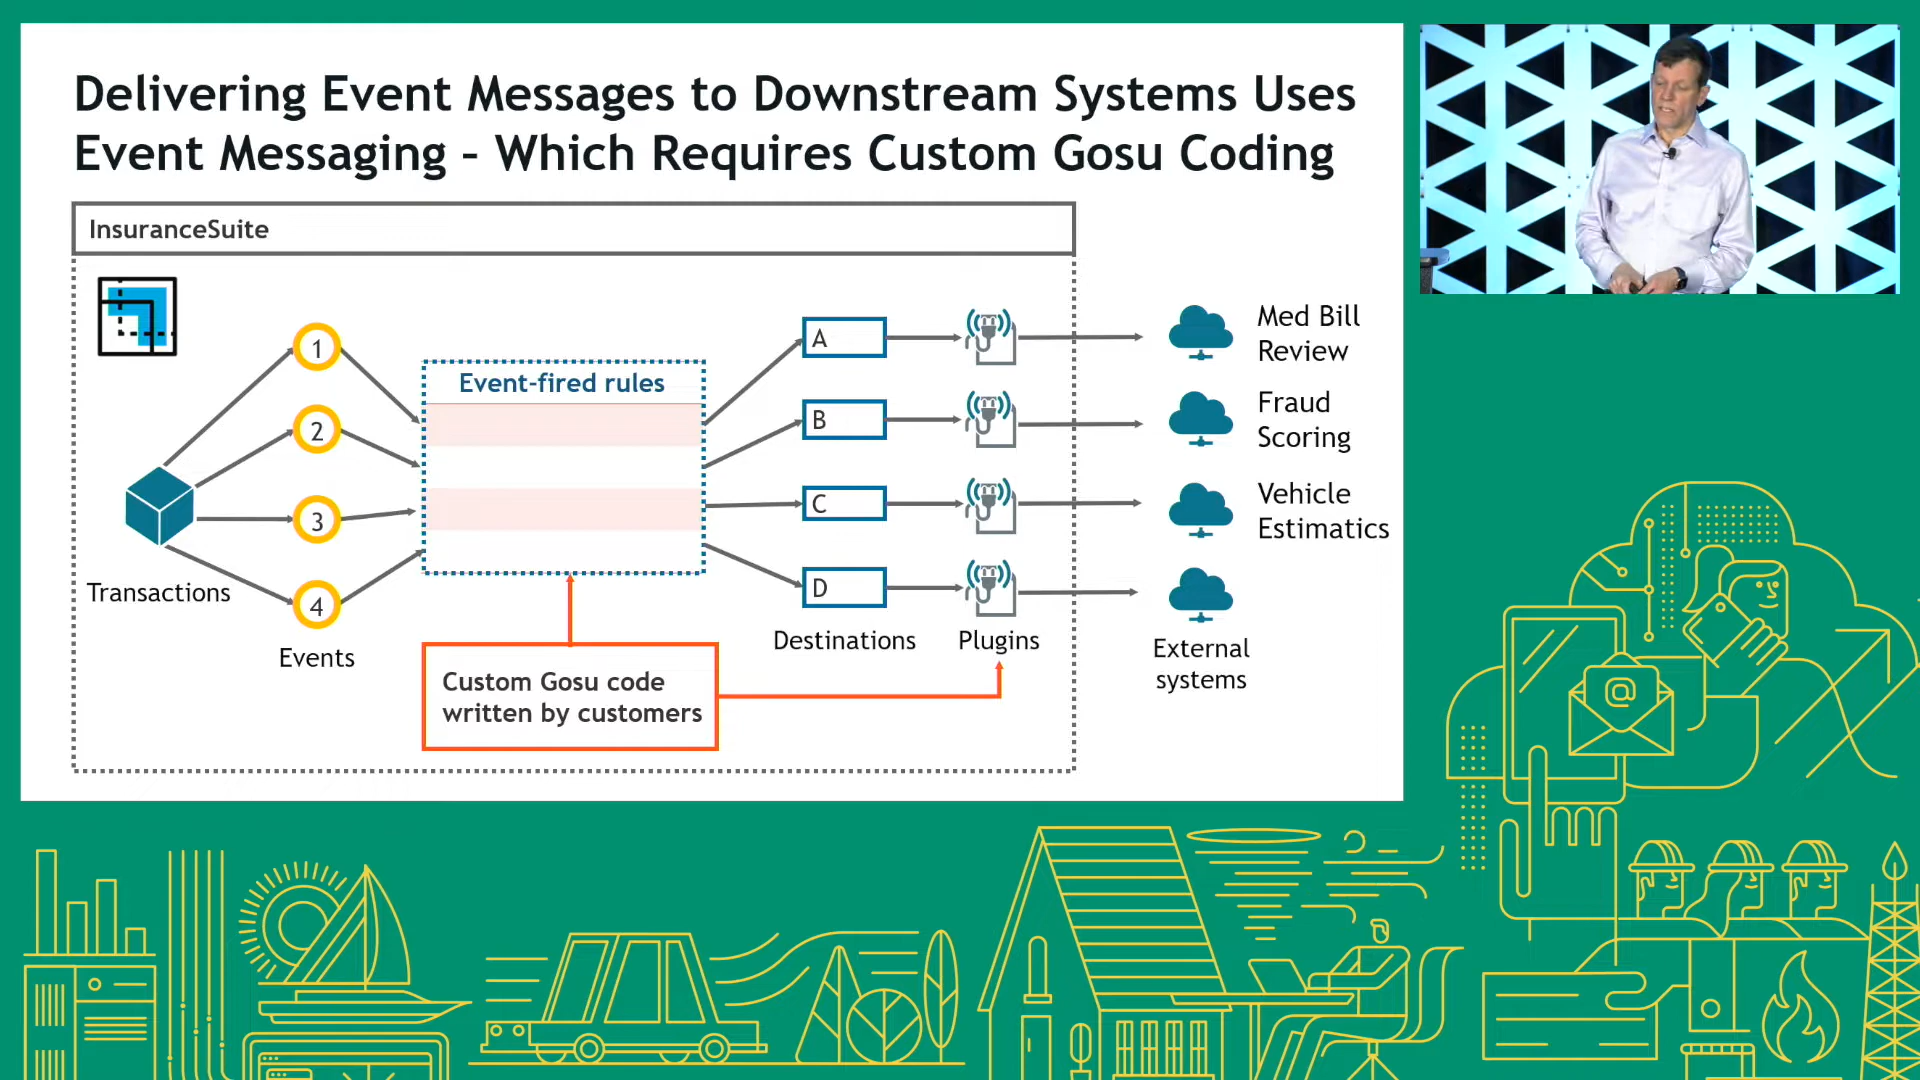 Delivering Event Messages to Downstream Systems Uses
Event Messaging - Which Requires Custom Gosu Coding
InsuranceSuite
Transactions
1
2
3
4
Events
Event-fired rules
Custom Gosu code
written by customers
A
B
C
D
Destinations
Plugins
Med Bill
Review
Fraud
Scoring
Vehicle
Estimatics
External
systems
@